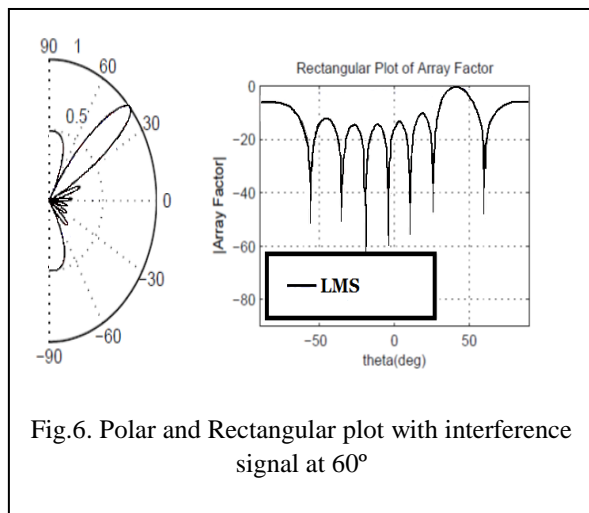 90 1
60
0.5
30
0
−30
−60
−90
Rectangular Plot of Array Factor
|Array Factor|
0
−20
−40
−60
−80
LMS
−50 0 50
theta(deg)
Fig.6. Polar and Rectangular plot with interference
signal at 60º